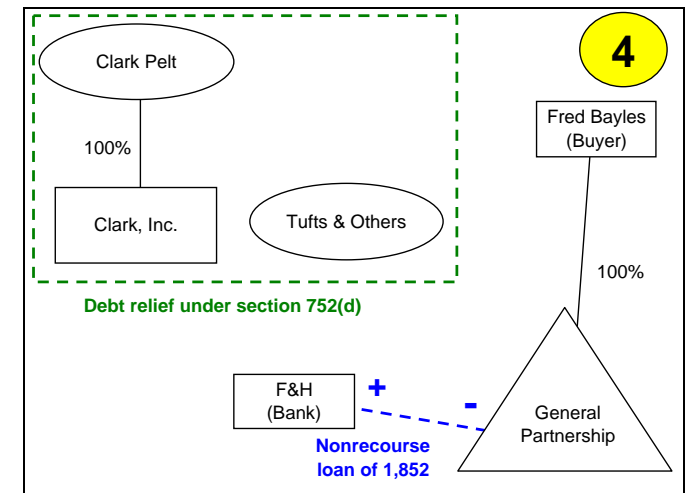 Clark Pelt
4
Fred Bayles
(Buyer)
100%
Clark, Inc.
Tufts & Others
100%
Debt relief under section 752(d)
F&H
(Bank)
+
-
General
Partnership
Nonrecourse
loan of 1,852